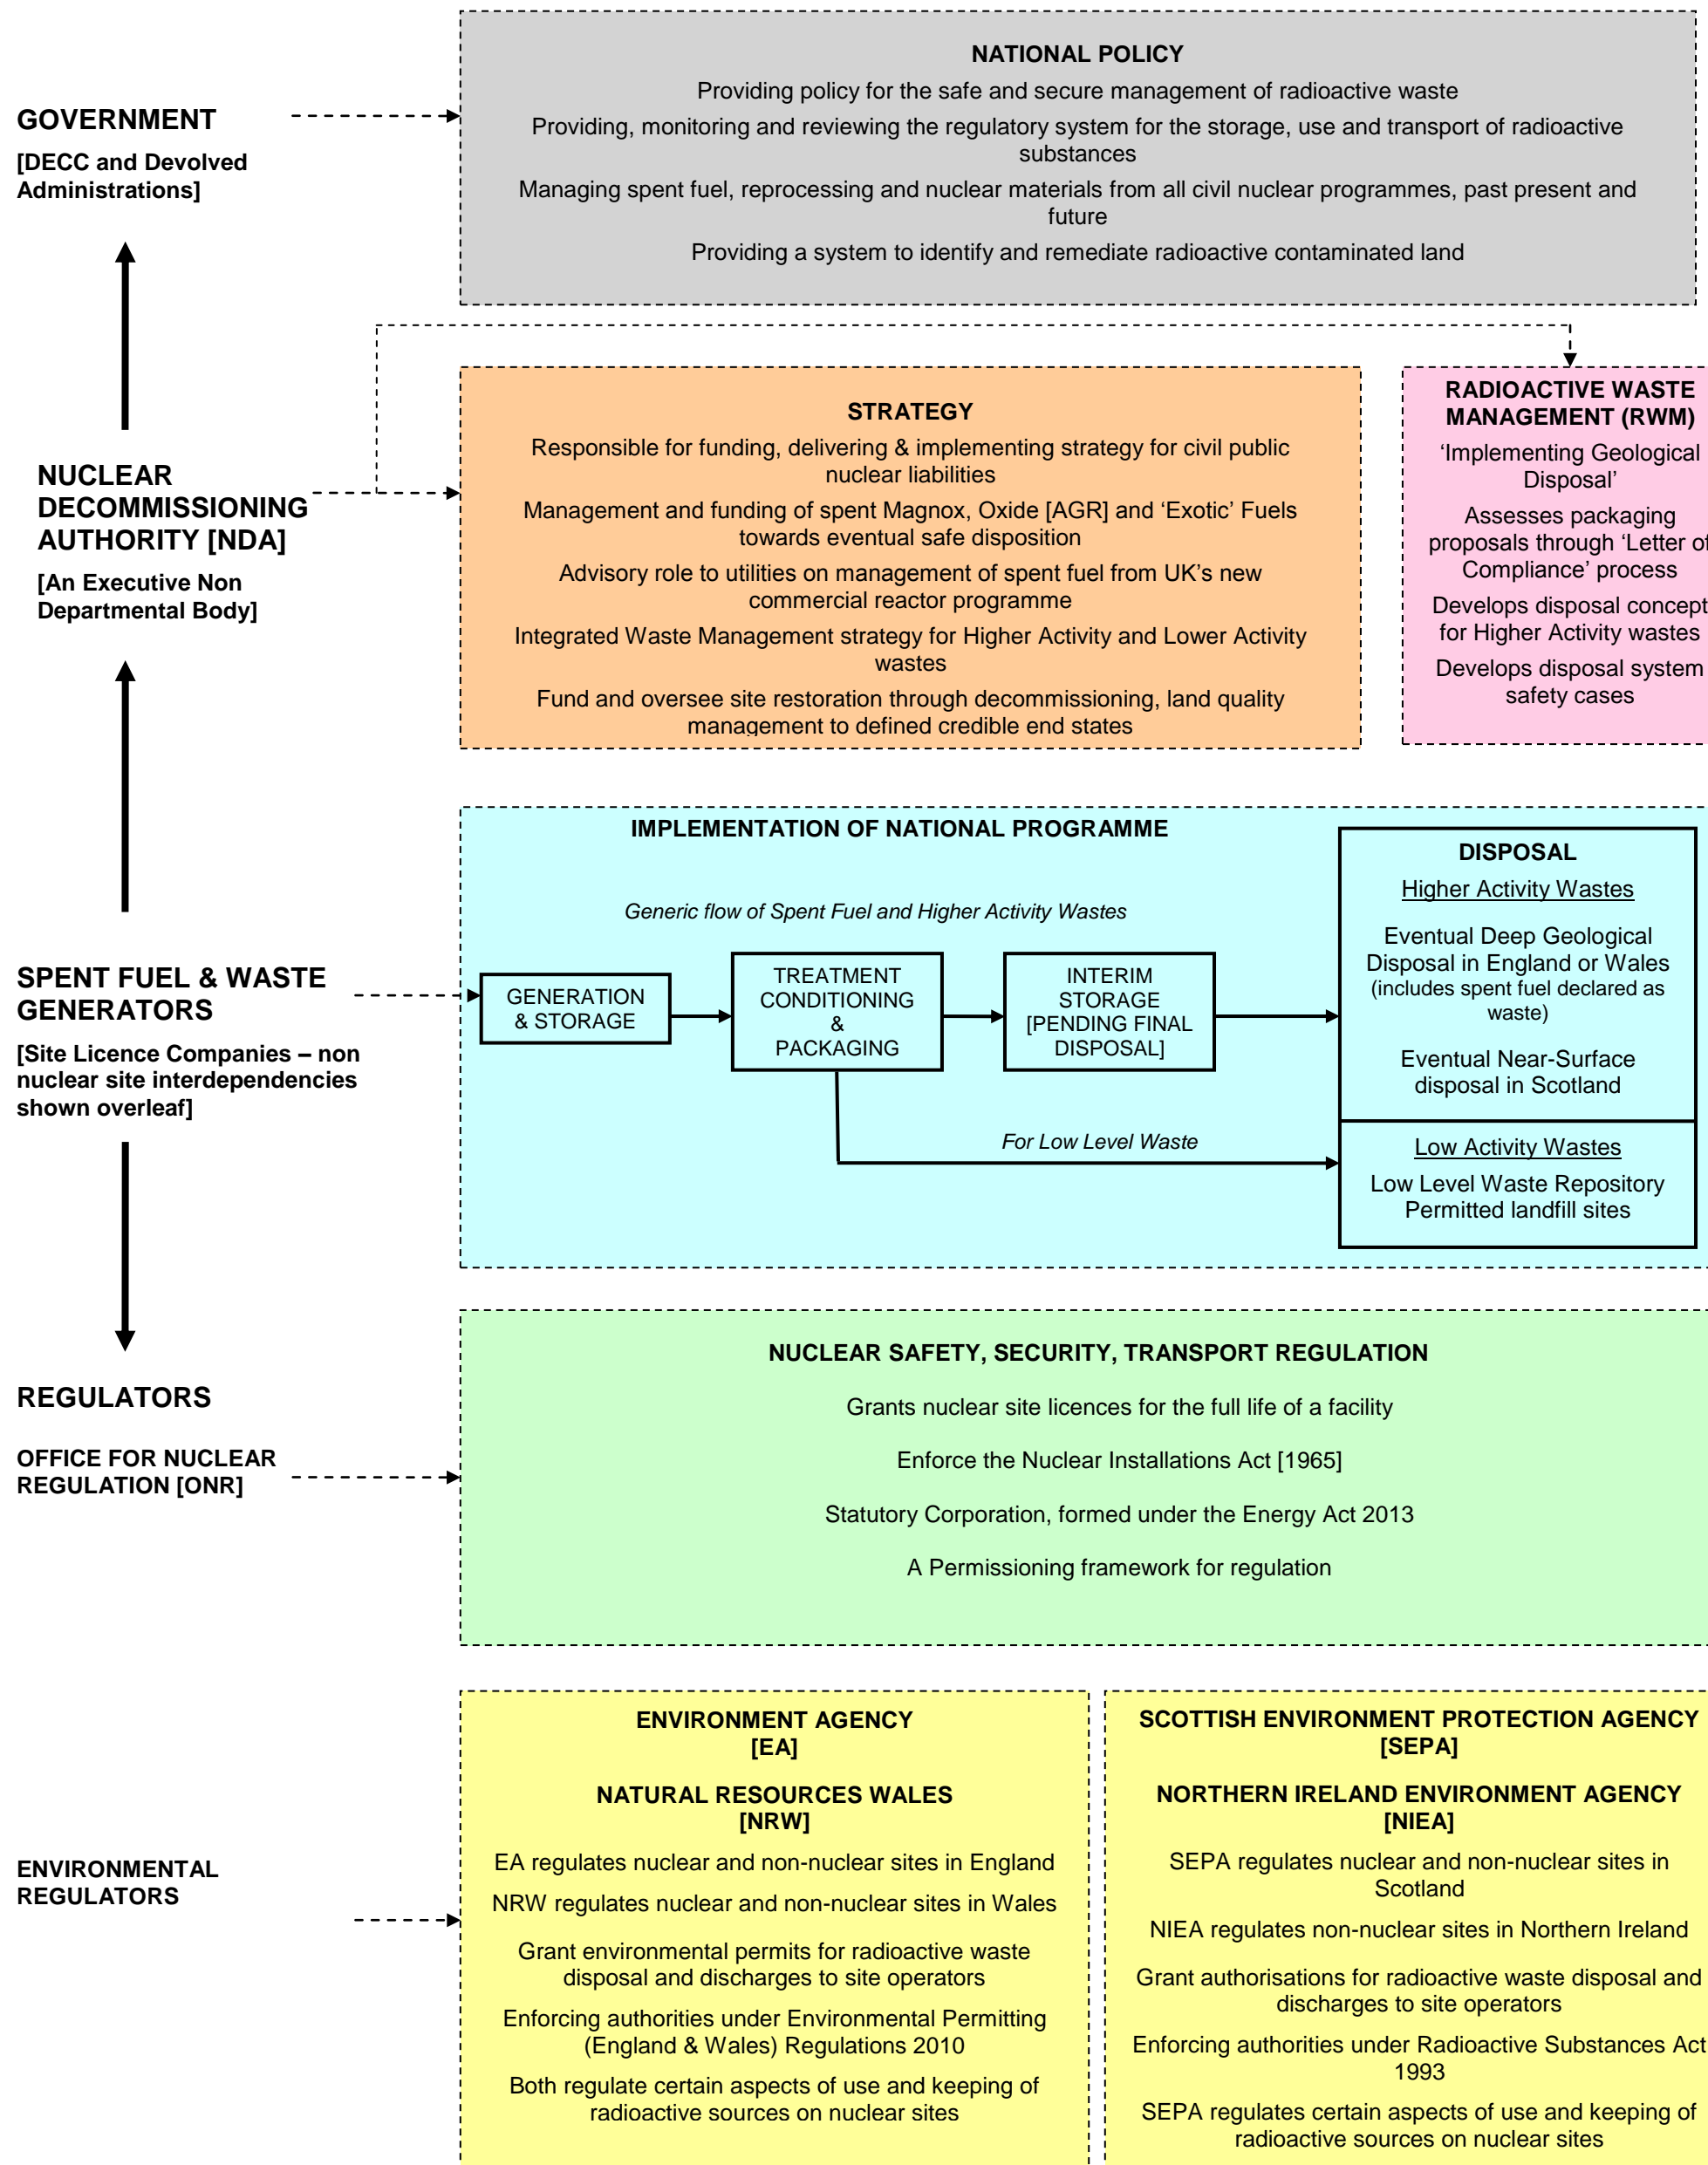 NATIONAL POLICY
Providing policy for the safe and secure management of radioactive waste
Providing, monitoring and reviewing the regulatory system for the storage, use and transport of radioactive
substances
Managing spent fuel, reprocessing and nuclear materials from all civil nuclear programmes, past present and
future
Providing a system to identify and remediate radioactive contaminated land
GOVERNMENT
[DECC and Devolved
Administrations]
NUCLEAR
DECOMMISSIONING
AUTHORITY [NDA]
[An Executive Non
Departmental Body]
STRATEGY
Responsible for funding, delivering & implementing strategy for civil public
nuclear liabilities
Management and funding of spent Magnox, Oxide [AGR] and ‘Exotic’ Fuels
towards eventual safe disposition
Advisory role to utilities on management of spent fuel from UK’s new
commercial reactor programme
Integrated Waste Management strategy for Higher Activity and Lower Activity
wastes
Fund and oversee site restoration through decommissioning, land quality
management to defined credible end states
RADIOACTIVE WASTE
MANAGEMENT (RWM)
‘Implementing Geological
Disposal’
Assesses packaging
proposals through ‘Letter of
Compliance’ process
Develops disposal concept
for Higher Activity wastes
Develops disposal system
safety cases
SPENT FUEL & WASTE
GENERATORS
[Site Licence Companies – non
nuclear site interdependencies
shown overleaf]
IMPLEMENTATION OF NATIONAL PROGRAMME
Generic flow of Spent Fuel and Higher Activity Wastes
GENERATION
& STORAGE
TREATMENT
CONDITIONING
&
PACKAGING
INTERIM
STORAGE
[PENDING FINAL
DISPOSAL]
For Low Level Waste
DISPOSAL
Higher Activity Wastes
Eventual Deep Geological
Disposal in England or Wales
(includes spent fuel declared as
waste)
Eventual Near-Surface
disposal in Scotland
Low Activity Wastes
Low Level Waste Repository
Permitted landfill sites
REGULATORS
OFFICE FOR NUCLEAR
REGULATION [ONR]
NUCLEAR SAFETY, SECURITY, TRANSPORT REGULATION
Grants nuclear site licences for the full life of a facility
Enforce the Nuclear Installations Act [1965]
Statutory Corporation, formed under the Energy Act 2013
A Permissioning framework for regulation
ENVIRONMENTAL
REGULATORS
ENVIRONMENT AGENCY
[EA]
NATURAL RESOURCES WALES
[NRW]
EA regulates nuclear and non-nuclear sites in England
NRW regulates nuclear and non-nuclear sites in Wales
Grant environmental permits for radioactive waste
disposal and discharges to site operators
Enforcing authorities under Environmental Permitting
(England & Wales) Regulations 2010
Both regulate certain aspects of use and keeping of
radioactive sources on nuclear sites
SCOTTISH ENVIRONMENT PROTECTION AGENCY
[SEPA]
NORTHERN IRELAND ENVIRONMENT AGENCY
[NIEA]
SEPA regulates nuclear and non-nuclear sites in
Scotland
NIEA regulates non-nuclear sites in Northern Ireland
Grant authorisations for radioactive waste disposal and
discharges to site operators
Enforcing authorities under Radioactive Substances Act
1993
SEPA regulates certain aspects of use and keeping of
radioactive sources on nuclear sites